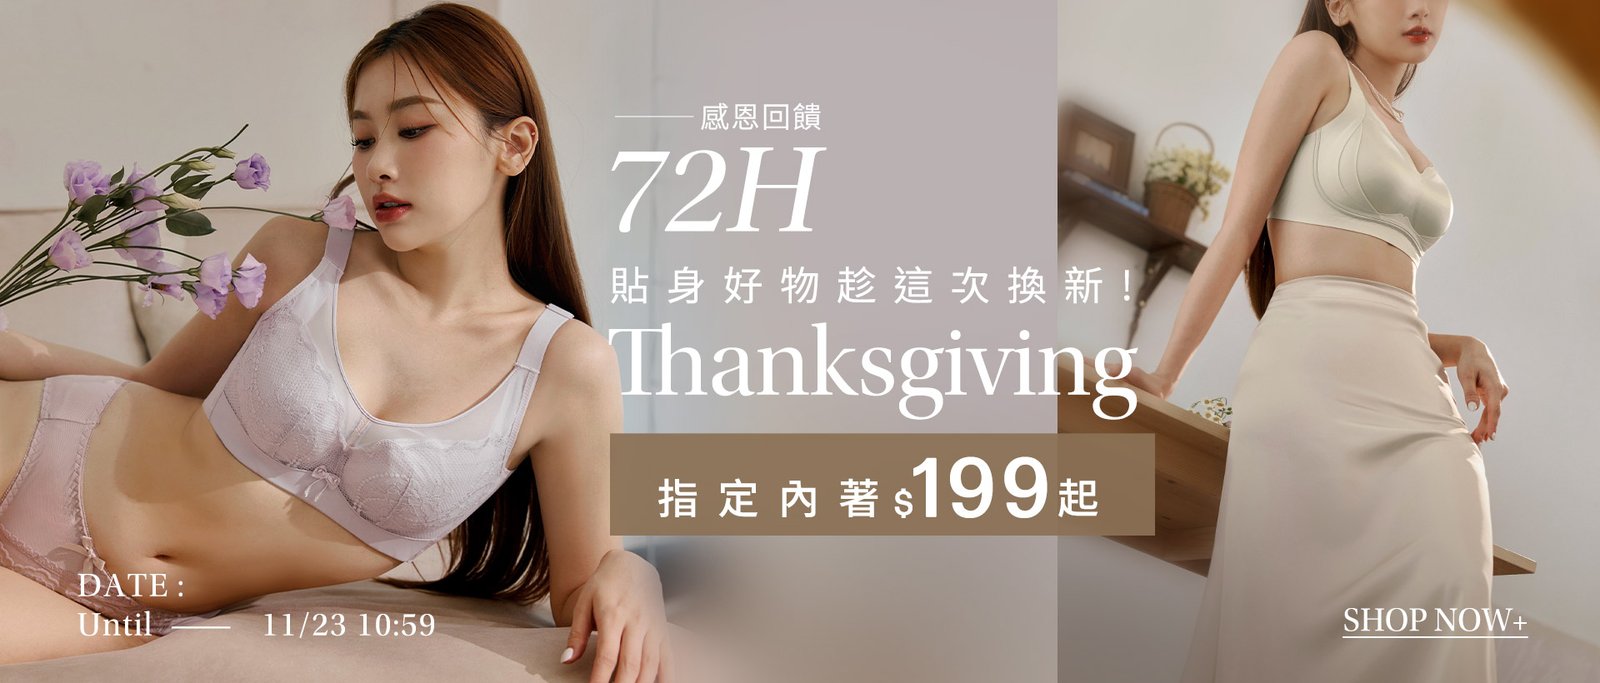 感恩回饋
72H
貼身好物趁這次換新!
Thanksgiving
指定內著$199起
DATE :
Until — 11/23 10:59
SHOP NOW+